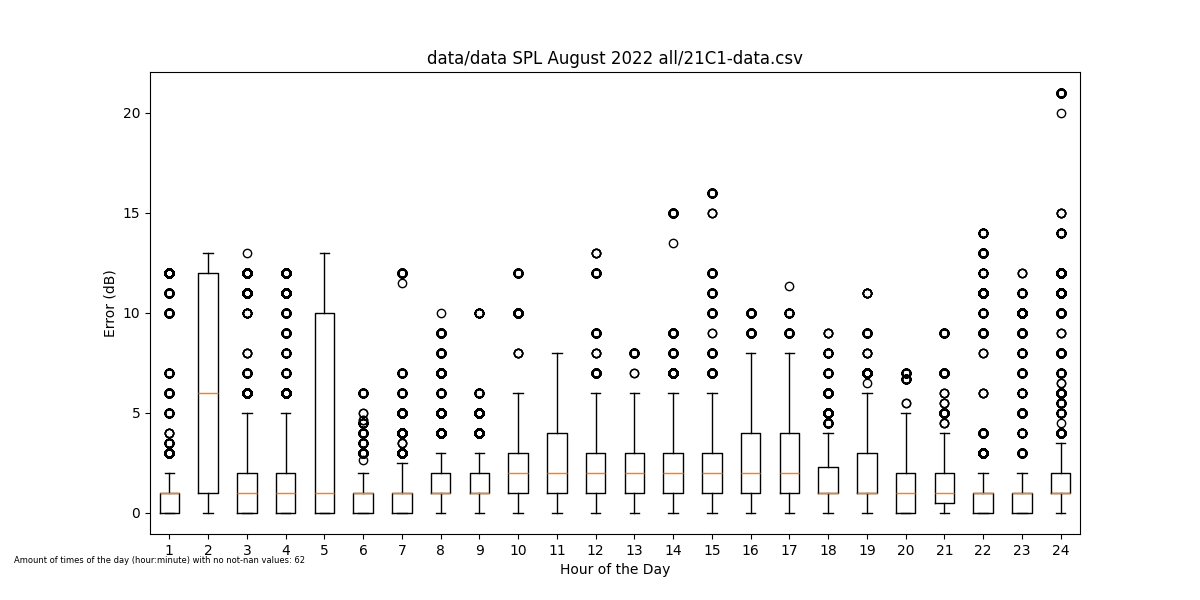 data/data SPL August 2022 all/21C1-data.csv
20
15
10
5
0
Error (dB)
1 2 3 4 5 6 7 8 9 10 11 12 13 14 15 16 17 18 19 20 21 22 23 24
Amount of times of the day (hour:minute) with no not-nan values: 62
Hour of the Day